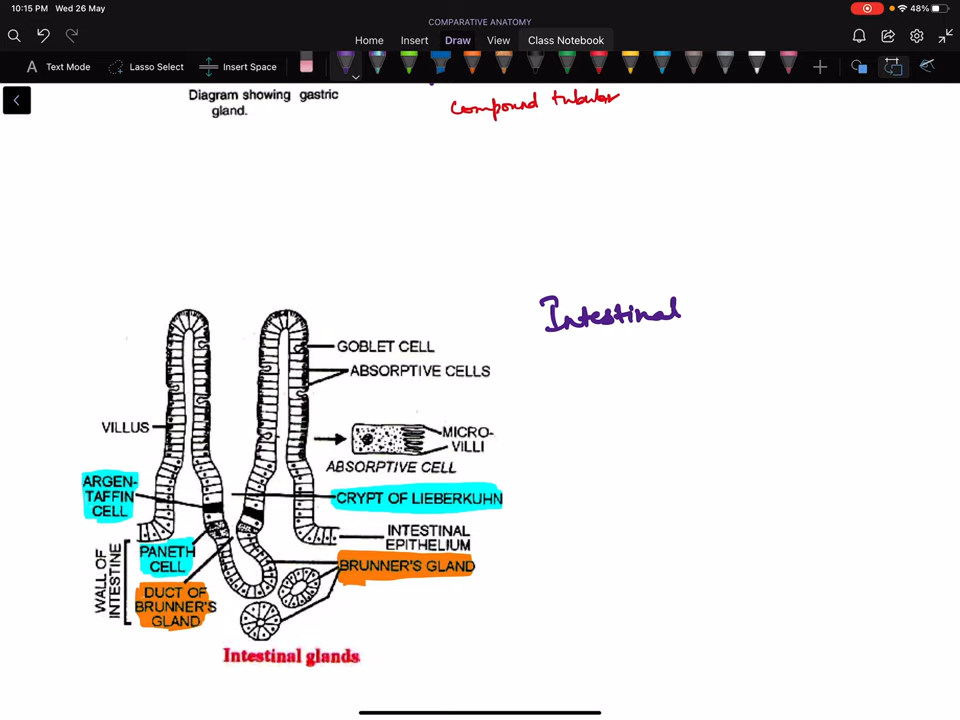 10:15 PM Wed 26 May
48%
COMPARATIVE ANATOMY
Home Insert Draw View Class Notebook
Text Mode Lasso Select Insert Space
Diagram showing gastric
gland.
Compound tubular
Intestinal
GOBLET CELL
ABSORPTIVE CELLS
VILLUS
MICRO-
VILLI
ABSORPTIVE CELL
ARGEN-
TAFFIN
CELL
CRYPT OF LIEBERKUHN
INTESTINAL
EPITHELIUM
WALL OF
INTESTINE
PANETH
CELL
BRUNNER'S GLAND
DUCT OF
BRUNNER'S
GLAND
Intestinal glands